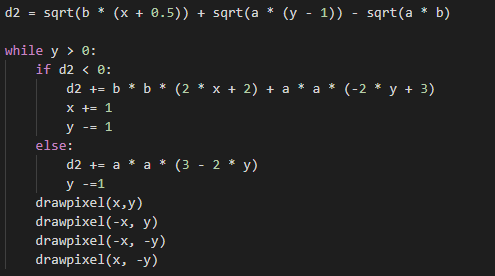 d2 = sqrt(b * (x + 0.5)) + sqrt(a * (y - 1)) - sqrt(a * b)
while y > 0:
if d2 < 0:
d2 += b * b * (2 * x + 2) + a * a * (-2 * y + 3)
x += 1
y -= 1
else:
d2 += a * a * (3 - 2 * y)
y -=1
drawpixel(x,y)
drawpixel(-x, y)
drawpixel(-x, -y)
drawpixel(x, -y)